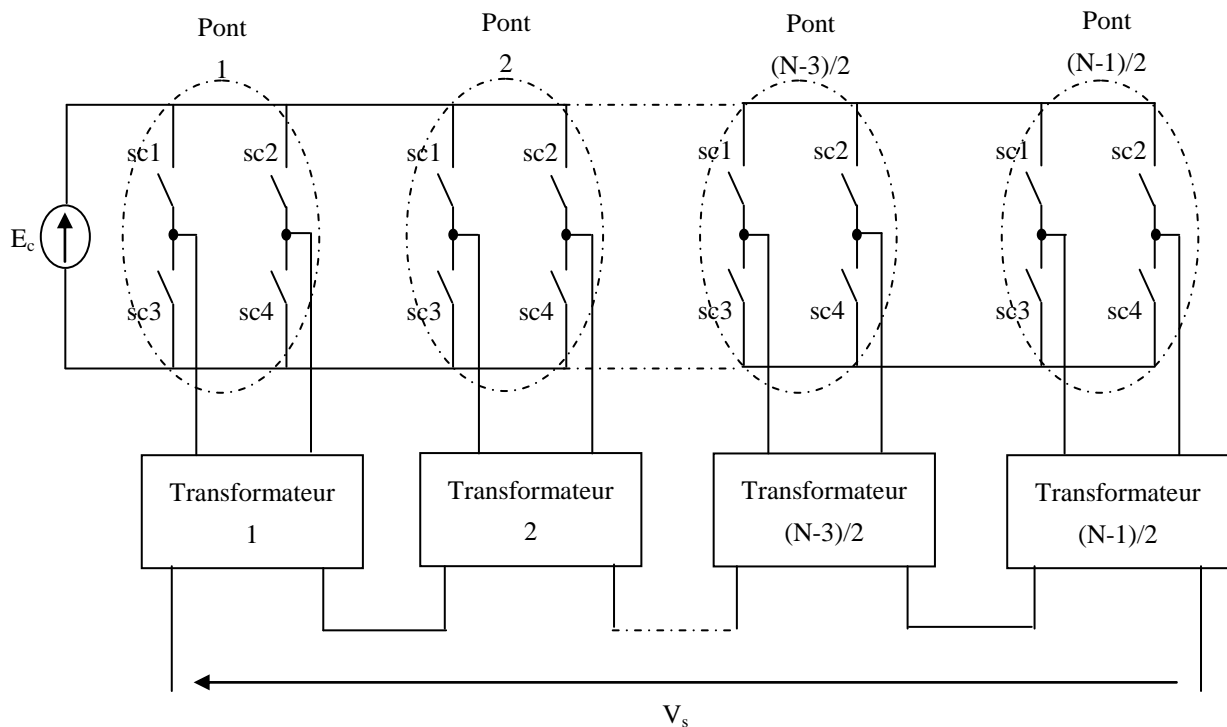 Pont
1
Pont
2
Pont
(N-3)/2
Pont
(N-1)/2
sc1
sc2
sc1
sc2
sc1
sc2
sc1
sc2
Ec
sc3
sc4
sc3
sc4
sc3
sc4
sc3
sc4
Transformateur
1
Transformateur
2
Transformateur
(N-3)/2
Transformateur
(N-1)/2
Vs